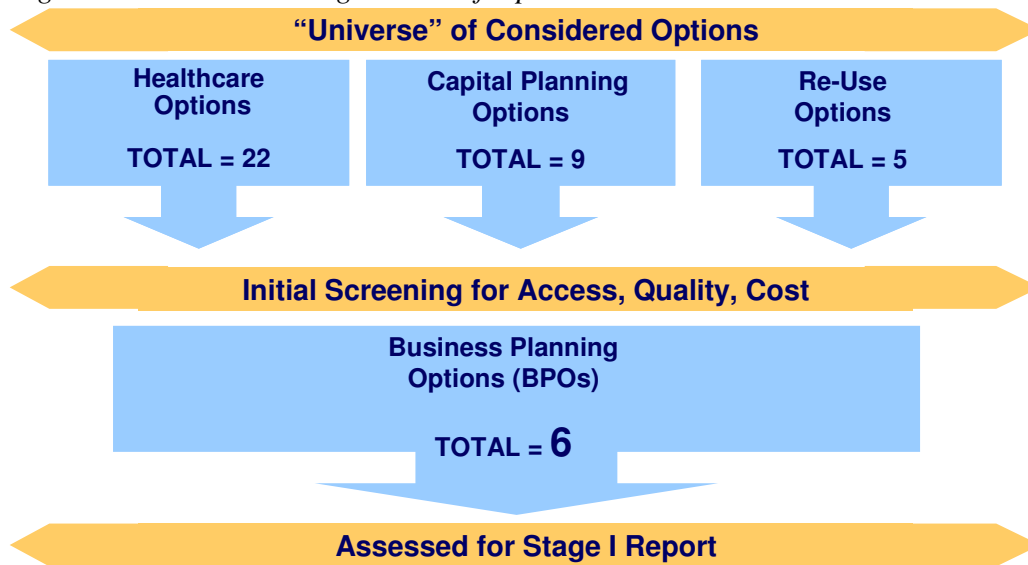 “Universe” of Considered Options
Healthcare
Options
TOTAL = 22
Capital Planning
Options
TOTAL = 9
Re-Use
Options
TOTAL = 5
Initial Screening for Access, Quality, Cost
Business Planning
Options (BPOs)
TOTAL = 6
Assessed for Stage I Report